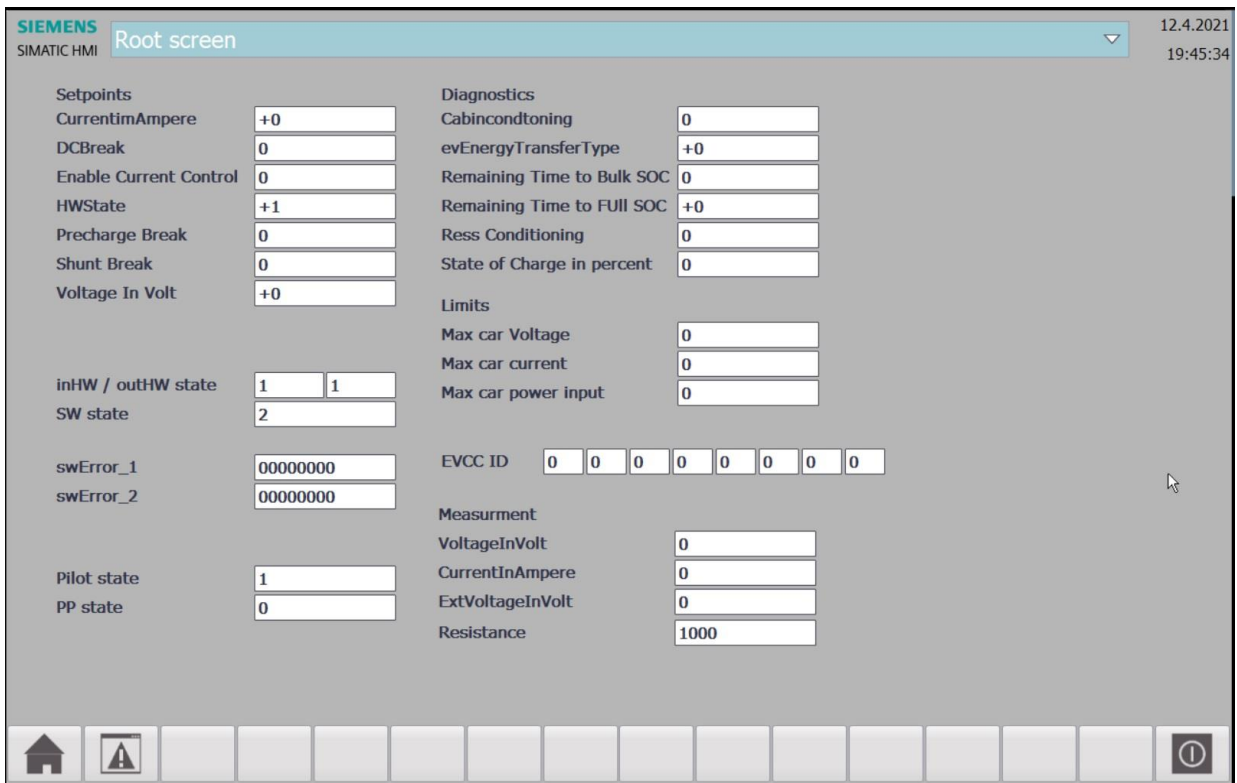 SIEMENS
SIMATIC HMI
Root screen
12.4.2021
19:45:34
Setpoints
CurrentimAmpere +0
DCBreak 0
Enable Current Control 0
HWState +1
Precharge Break 0
Shunt Break 0
Voltage In Volt +0
inHW / outHW state 1 1
SW state 2
swError_1 00000000
swError_2 00000000
Pilot state 1
PP state 0
Diagnostics
Cabincondtoning 0
evEnergyTransferType +0
Remaining Time to Bulk SOC 0
Remaining Time to FUll SOC +0
Ress Conditioning 0
State of Charge in percent 0
Limits
Max car Voltage 0
Max car current 0
Max car power input 0
EVCC ID 0 0 0 0 0 0 0 0
Measurment
VoltageInVolt 0
CurrentInAmpere 0
ExtVoltageInVolt 0
Resistance 1000